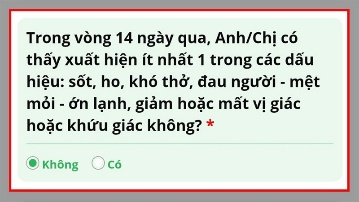 Trong vòng 14 ngày qua, Anh/Chị có
thấy xuất hiện ít nhất 1 trong các dấu
hiệu: sốt, ho, khó thở, đau người - mệt
mỏi - ớn lạnh, giảm hoặc mất vị giác
hoặc khứu giác không? *
Không Có